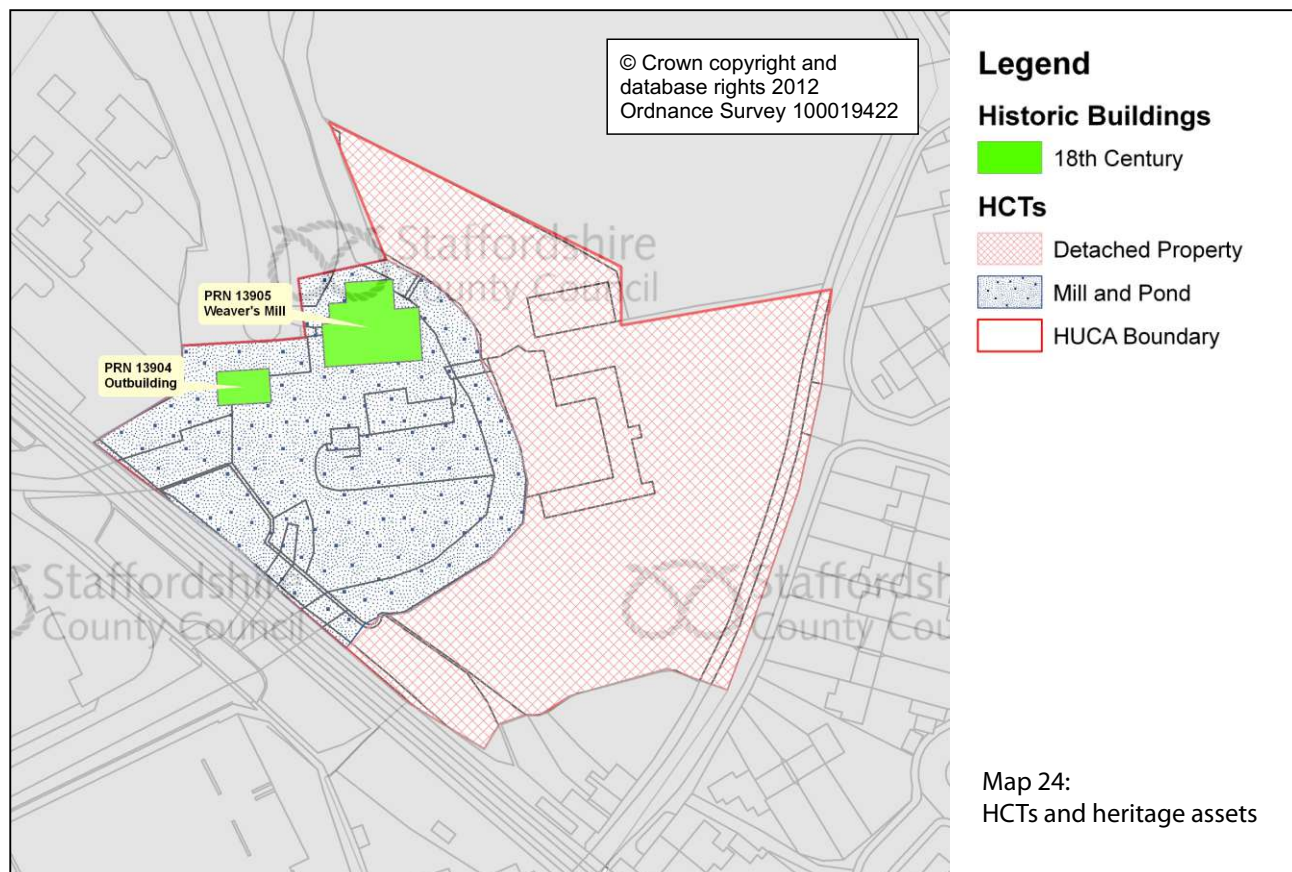 © Crown copyright and
database rights 2012
Ordnance Survey 100019422
Staffordshire
County Council
PRN 13905
Weaver's Mill
PRN 13904
Outbuilding
Staffordshire
County Council
Staffordsh
County Cou
Legend
Historic Buildings
18th Century
HCTs
Detached Property
Mill and Pond
HUCA Boundary
Map 24:
HCTs and heritage assets